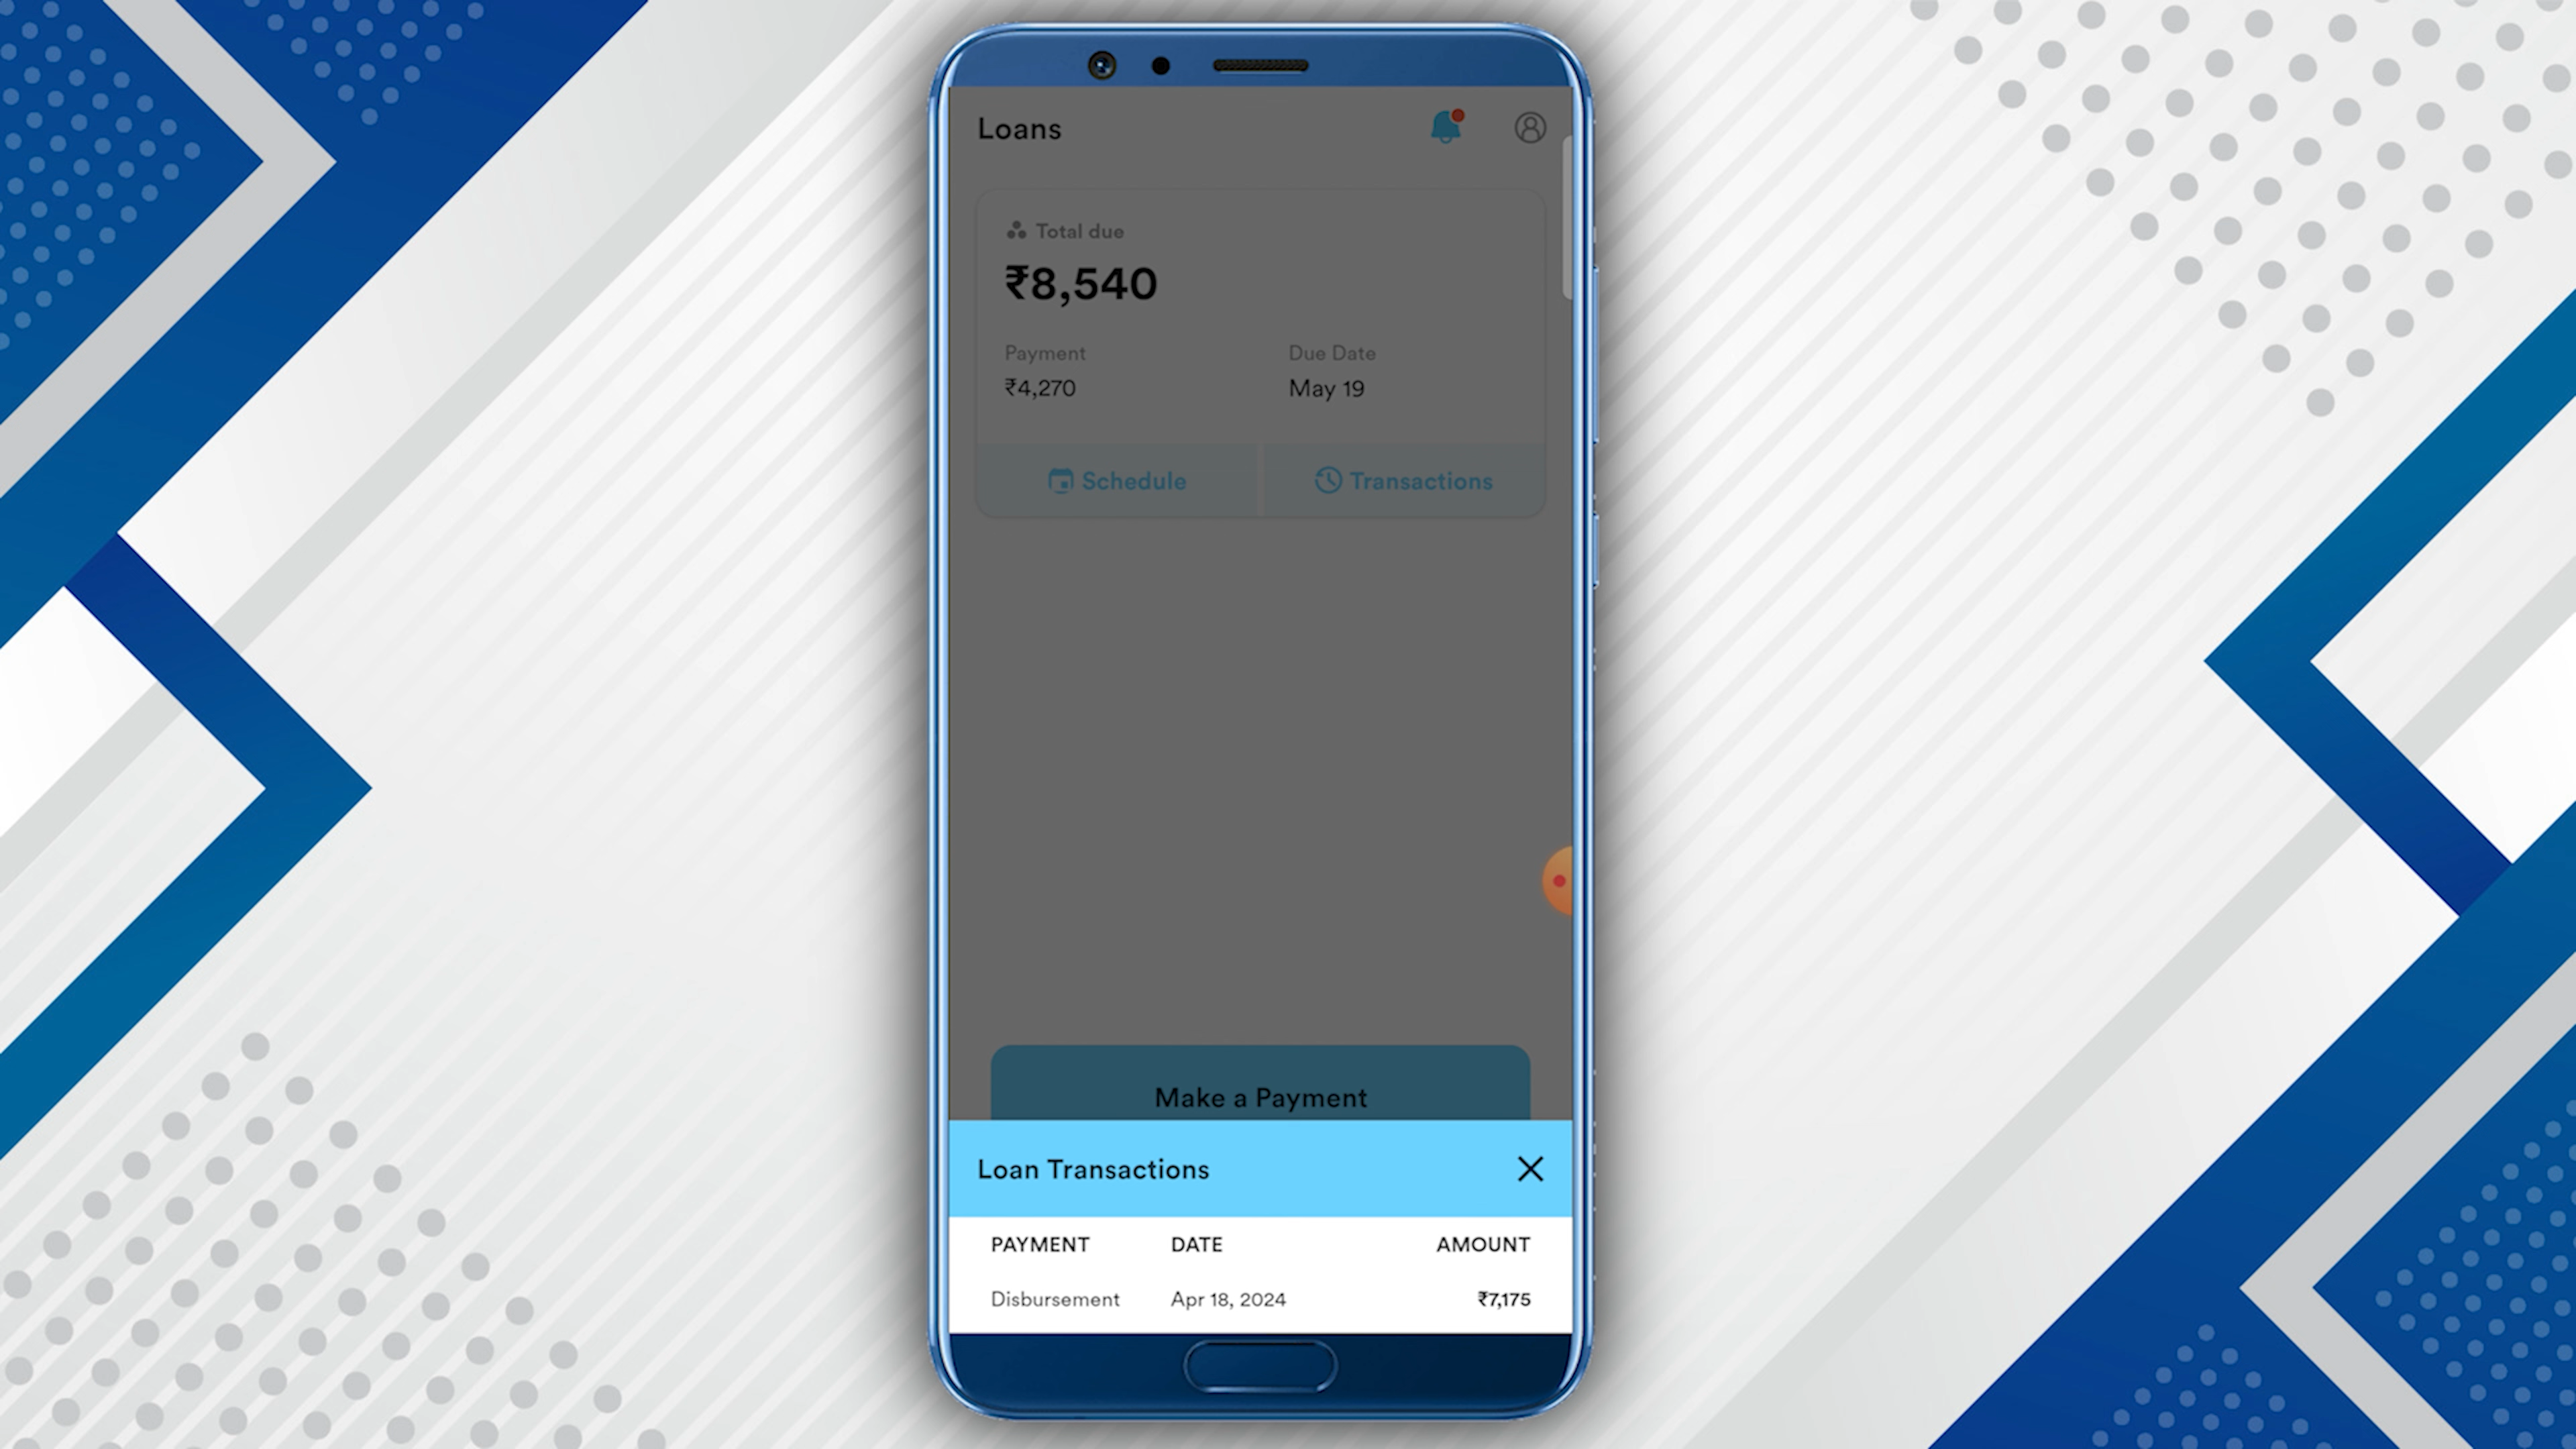 Loans
Total due
₹8,540
Payment Due Date
₹4,270 May 19
Schedule Transactions
Make a Payment
Loan Transactions
PAYMENT DATE AMOUNT
Disbursement Apr 18, 2024 ₹7,175